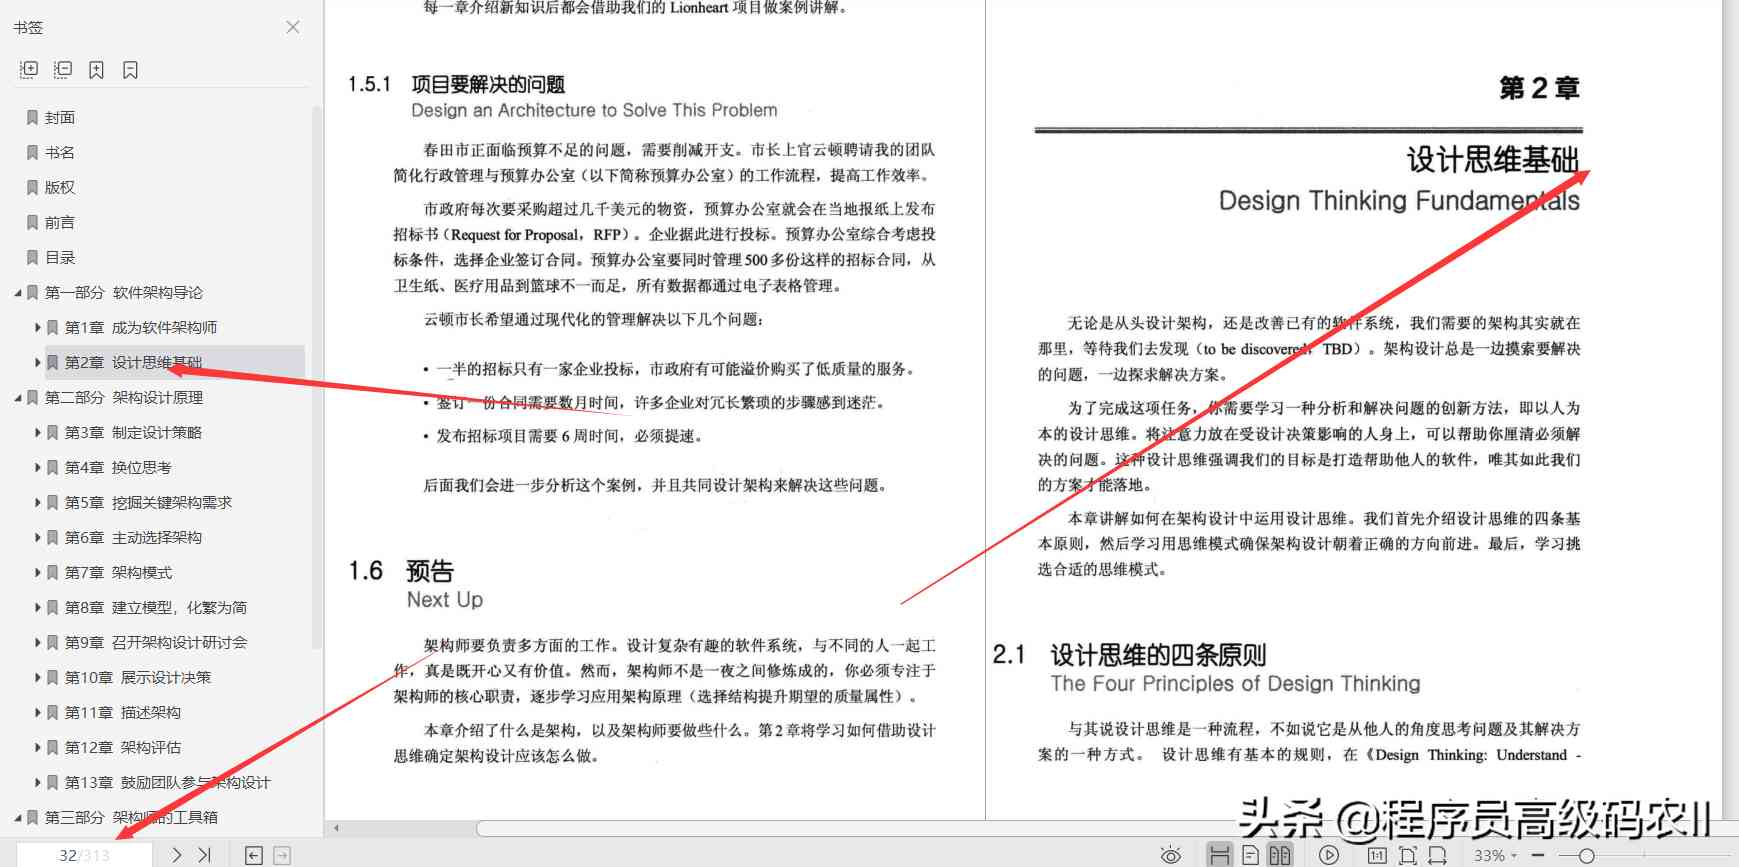 书签
封面
书名
版权
前言
目录
第一部分 软件架构导论
第1章 成为软件架构师
第2章 设计思维基础
第二部分 架构设计原理
第3章 制定设计策略
第4章 换位思考
第5章 挖掘关键架构需求
第6章 主动选择架构
第7章 架构模式
第8章 建立模型，化繁为简
第9章 召开架构设计研讨会
第10章 展示设计决策
第11章 描述架构
第12章 架构评估
第13章 鼓励团队参与架构设计
第三部分 架构师的工具箱
32/313
每一章介绍新知识后都会借助我们的 Lionheart 项目做案例讲解。
1.5.1 项目要解决的问题
Design an Architecture to Solve This Problem
春田市正面临预算不足的问题，需要削减开支。市长上官云顿聘请我的团队
简化行政管理与预算办公室（以下简称预算办公室）的工作流程，提高工作效率。
市政府每次要采购超过几千美元的物资，预算办公室就会在当地报纸上发布
招标书（Request for Proposal，RFP）。企业据此进行投标。预算办公室综合考虑投
标条件，选择企业签订合同。预算办公室要同时管理 500 多份这样的招标合同，从
卫生纸、医疗用品到篮球不一而足，所有数据都通过电子表格管理。
云顿市长希望通过现代化的管理解决以下几个问题：
• 一半的招标只有一家企业投标，市政府有可能溢价购买了低质量的服务。
• 签订一份合同需要数月时间，许多企业对冗长繁琐的步骤感到迷茫。
• 发布招标项目需要 6 周时间，必须提速。
后面我们会进一步分析这个案例，并且共同设计架构来解决这些问题。
1.6 预告
Next Up
架构师要负责多方面的工作。设计复杂有趣的软件系统，与不同的人一起工
作，真是既开心又有价值。然而，架构师不是一夜之间修炼成的，你必须专注于
架构师的核心职责，逐步学习应用架构原理（选择结构提升期望的质量属性）。
本章介绍了什么是架构，以及架构师要做些什么。第 2 章将学习如何借助设计
思维确定架构设计应该怎么做。
第 2 章
设计思维基础
Design Thinking Fundamentals
无论是从头设计架构，还是改善已有的软件系统，我们需要的架构其实就在
那里，等待我们去发现（to be discovered，TBD）。架构设计总是一边摸索要解决
的问题，一边探求解决方案。
为了完成这项任务，你需要学习一种分析和解决问题的创新方法，即以人为
本的设计思维。将注意力放在受设计决策影响的人身上，可以帮助你厘清必须解
决的问题。这种设计思维强调我们的目标是打造帮助他人的软件，唯其如此我们
的方案才能落地。
本章讲解如何在架构设计中运用设计思维。我们首先介绍设计思维的四条基
本原则，然后学习用思维模式确保架构设计朝着正确的方向前进。最后，学习挑
选合适的思维模式。
2.1 设计思维的四条原则
The Four Principles of Design Thinking
与其说设计思维是一种流程，不如说它是从他人的角度思考问题及其解决方
案的一种方式。 设计思维有基本的规则，在《Design Thinking: Understand -
头条 @程序员高级码农II
1:1
33%